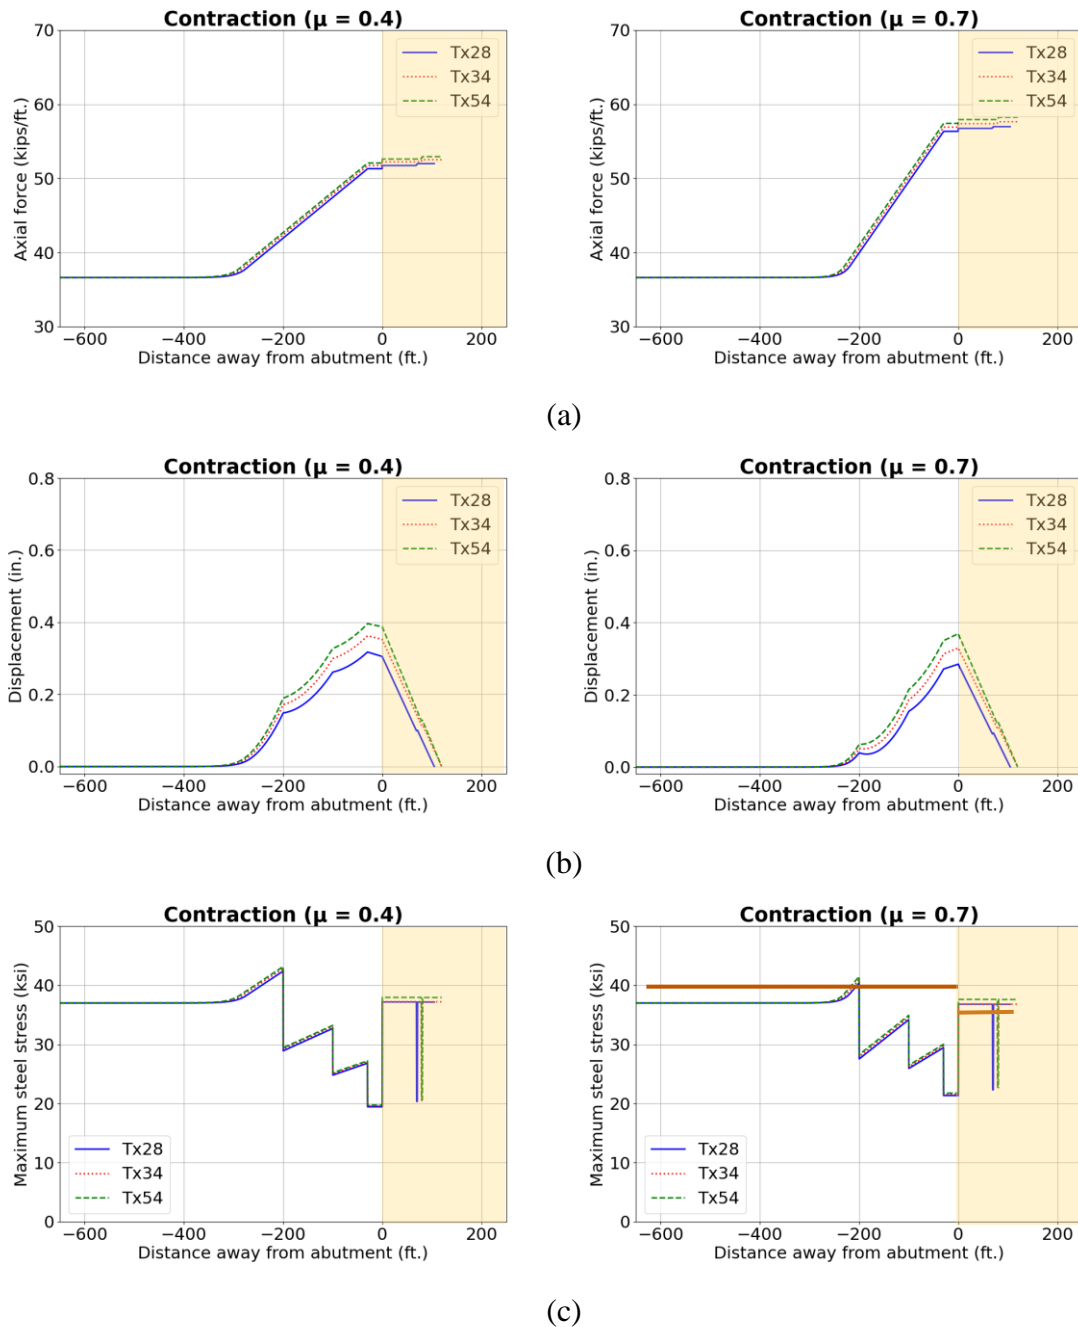 Contraction (μ = 0.4)
70
60
50
40
30
Axial force (kips/ft.)
−600 −400 −200 0 200
Distance away from abutment (ft.)
Tx28
Tx34
Tx54
Contraction (μ = 0.7)
70
60
50
40
30
Axial force (kips/ft.)
−600 −400 −200 0 200
Distance away from abutment (ft.)
Tx28
Tx34
Tx54
(a)
Contraction (μ = 0.4)
0.8
0.6
0.4
0.2
0.0
Displacement (in.)
−600 −400 −200 0 200
Distance away from abutment (ft.)
Tx28
Tx34
Tx54
Contraction (μ = 0.7)
0.8
0.6
0.4
0.2
0.0
Displacement (in.)
−600 −400 −200 0 200
Distance away from abutment (ft.)
Tx28
Tx34
Tx54
(b)
Contraction (μ = 0.4)
50
40
30
20
10
0
Maximum steel stress (ksi)
−600 −400 −200 0 200
Distance away from abutment (ft.)
Tx28
Tx34
Tx54
Contraction (μ = 0.7)
50
40
30
20
10
0
Maximum steel stress (ksi)
−600 −400 −200 0 200
Distance away from abutment (ft.)
Tx28
Tx34
Tx54
(c)